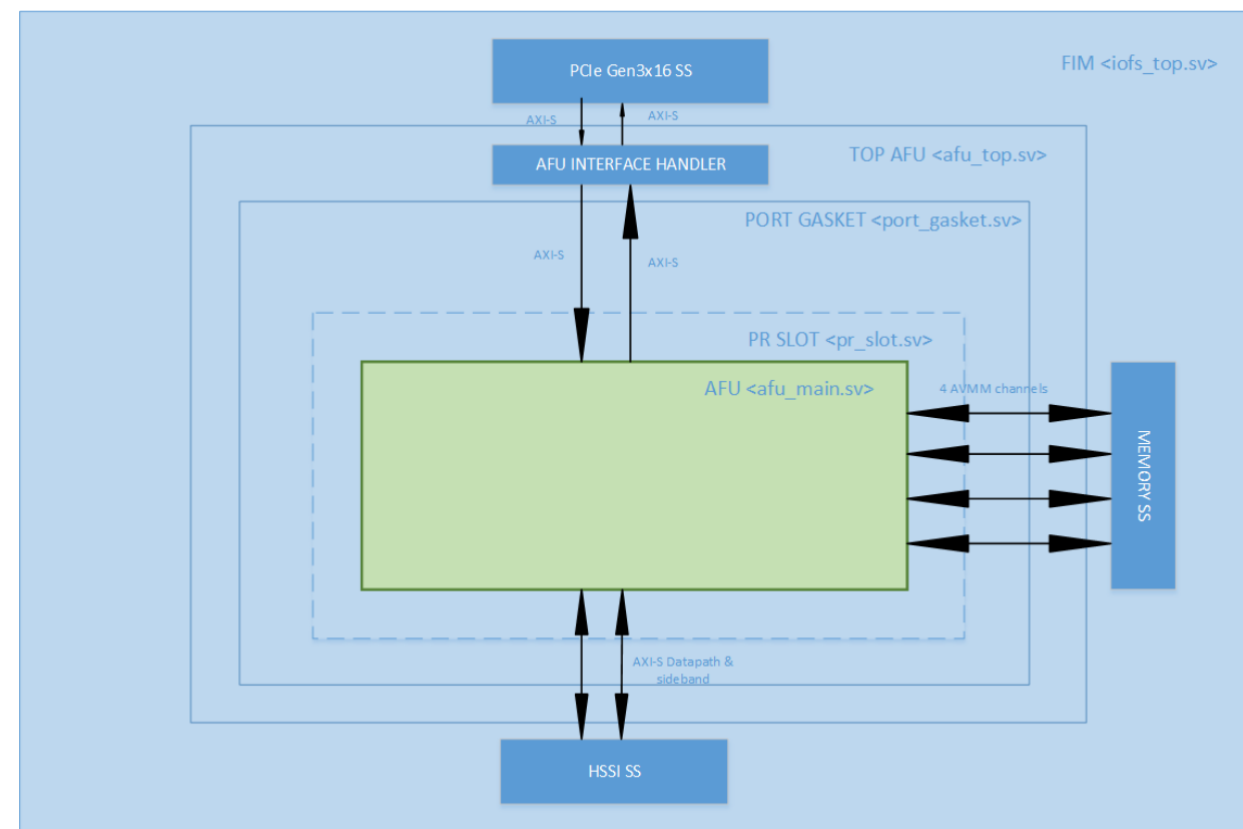 PCIe Gen3x16 SS
FIM <iofs_top.sv>
AXI-S
AXI-S
TOP AFU <afu_top.sv>
AFU INTERFACE HANDLER
PORT GASKET <port_gasket.sv>
AXI-S
AXI-S
PR SLOT <pr_slot.sv>
AFU <afu_main.sv>
4 AVMM channels
MEMORY SS
AXI-S Datapath &
sideband
HSSI SS